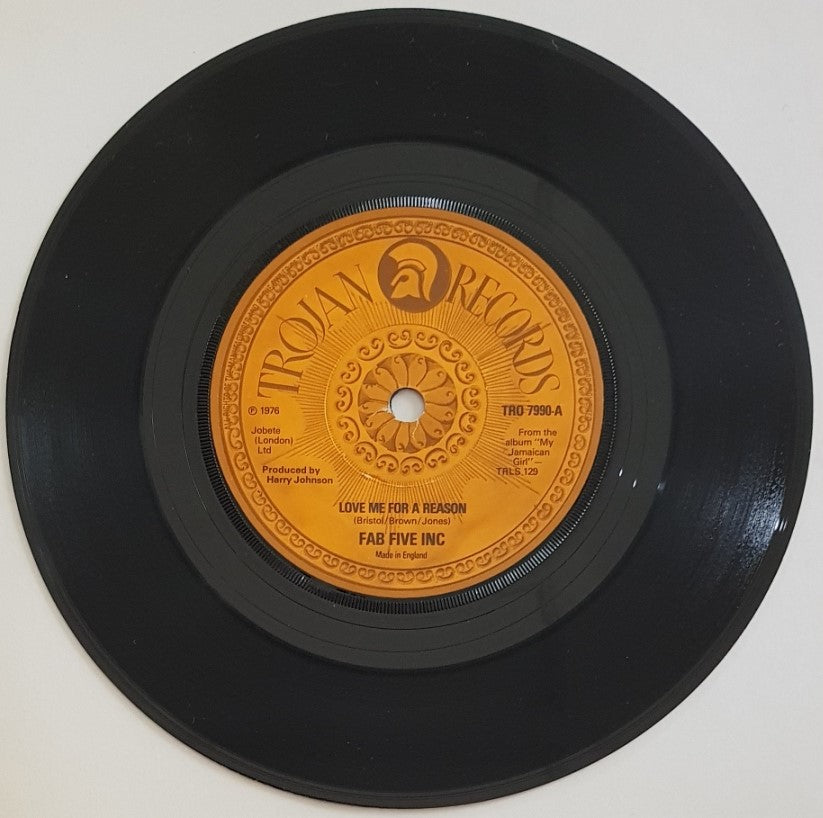 TROJAN RECORDS
℗ 1976
Jobete
(London)
Ltd
Produced by
Harry Johnson
TRO 7990-A
From the
album "My
"Jamaican
Girl"—
TRLS 129
LOVE ME FOR A REASON
(Bristol/Brown/Jones)
FAB FIVE INC
Made in England